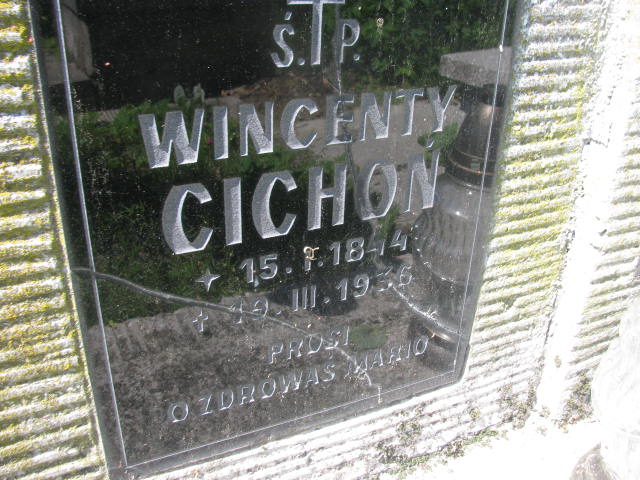 Ś.P.
WINCENTY
CICHOŃ
15.I.1844
19.III.1936
PROSI
O ZDROWAŚ MARIO